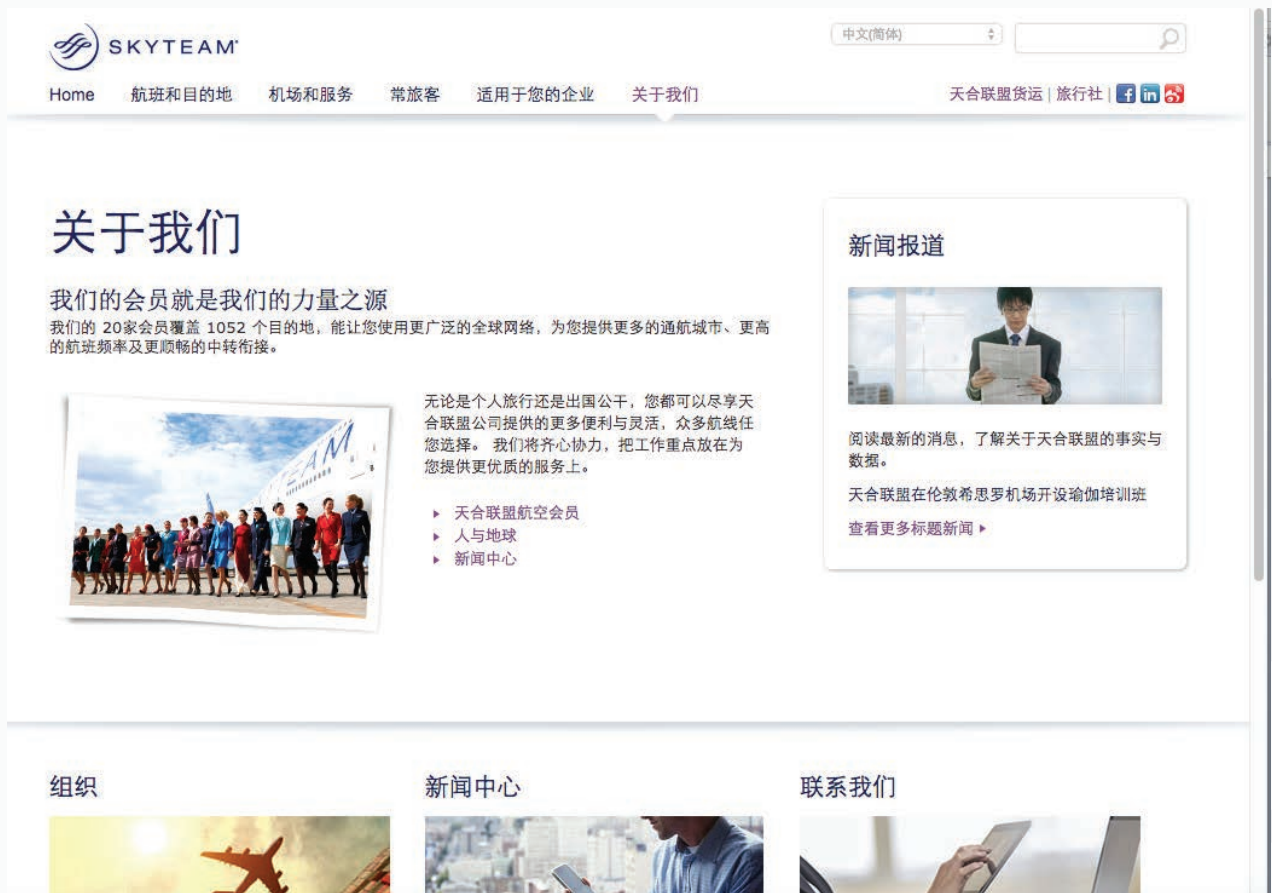 SKYTEAM
中文(简体)
Home 航班和目的地 机场和服务 常旅客 适用于您的企业 关于我们
天合联盟货运 | 旅行社 |
关于我们
我们的会员就是我们的力量之源
我们的 20家会员覆盖 1052 个目的地，能让您使用更广泛的全球网络，为您提供更多的通航城市、更高
的航班频率及更顺畅的中转衔接。
EAM
无论是个人旅行还是出国公干，您都可以尽享天
合联盟公司提供的更多便利与灵活，众多航线任
您选择。 我们将齐心协力，把工作重点放在为
您提供更优质的服务上。
天合联盟航空会员
人与地球
新闻中心
新闻报道
阅读最新的消息，了解关于天合联盟的事实与
数据。
天合联盟在伦敦希思罗机场开设瑜伽培训班
查看更多标题新闻
组织
新闻中心
联系我们